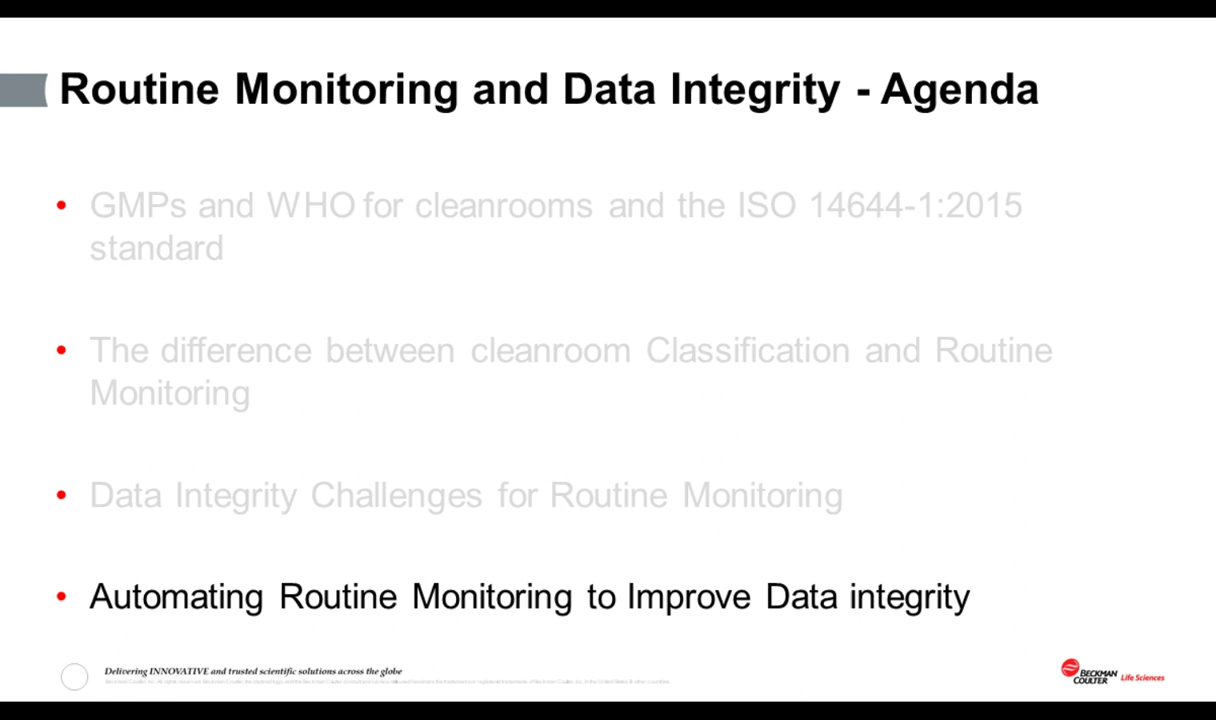 Routine Monitoring and Data Integrity - Agenda
• GMPs and WHO for cleanrooms and the ISO 14644-1:2015
standard
• The difference between cleanroom Classification and Routine
Monitoring
• Data Integrity Challenges for Routine Monitoring
• Automating Routine Monitoring to Improve Data integrity
Delivering INNOVATIVE and trusted scientific solutions across the globe
BECKMAN
COULTER Life Sciences